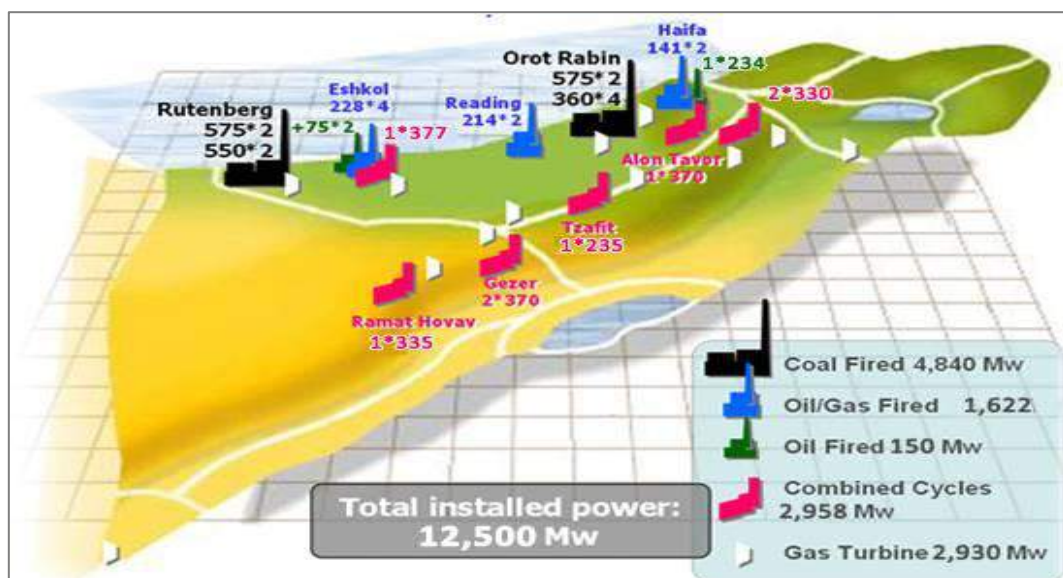 Haifa
141*2
1*234
2*330
Orot Rabin
575*2
360*4
Reading
214*2
Eshkol
228*4
+75*2
1*377
Rutenberg
575*2
550*2
Alon Tavor
1*370
Tzafit
1*235
Gezer
2*370
Ramat Hovav
1*335
Total installed power:
12,500 Mw
Coal Fired 4,840 Mw
Oil/Gas Fired 1,622
Oil Fired 150 Mw
Combined Cycles
2,958 Mw
Gas Turbine 2,930 Mw